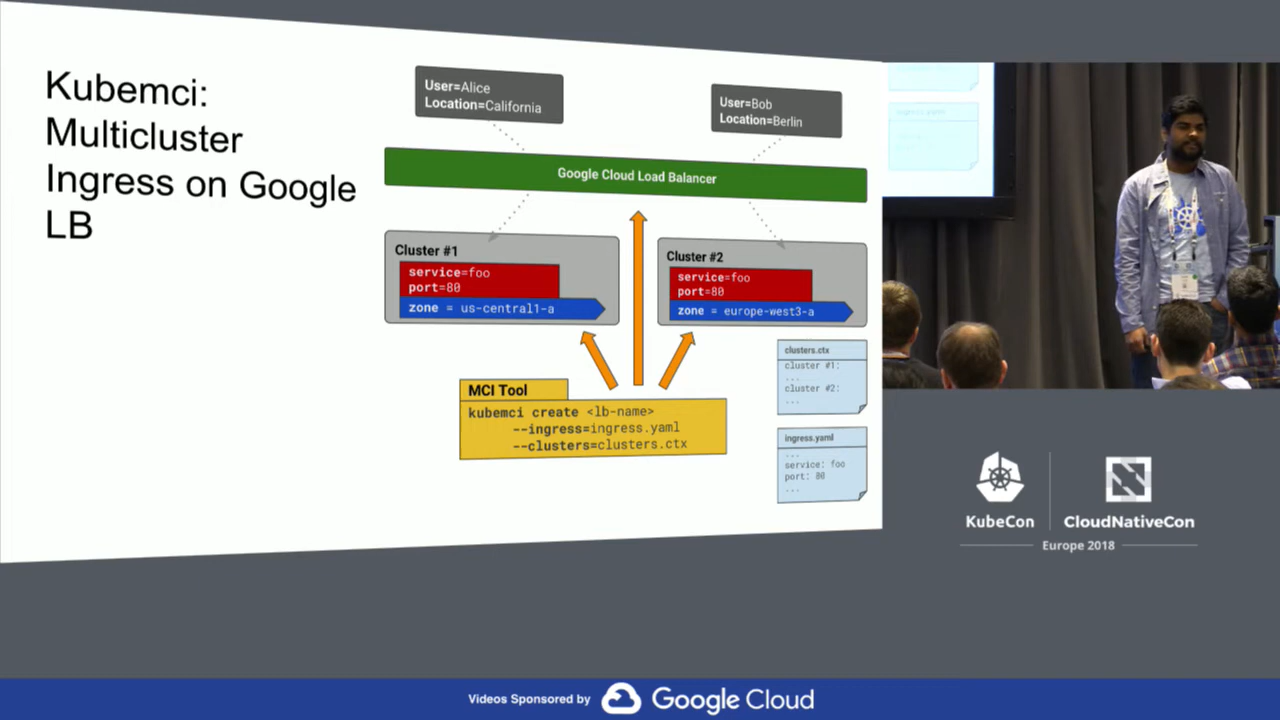 Kubemci:
Multicluster
Ingress on Google
LB
User=Alice
Location=California
User=Bob
Location=Berlin
Google Cloud Load Balancer
Cluster #1
service=foo
port=80
zone = us-central1-a
Cluster #2
service=foo
port=80
zone = europe-west3-a
MCI Tool
kubemci create <lb-name>
--ingress=ingress.yaml
--clusters=clusters.ctx
clusters.ctx
cluster #1:
...
cluster #2:
...
ingress.yaml
...
service: foo
port: 80
...
KubeCon
CloudNativeCon
Europe 2018
Videos Sponsored by
Google Cloud